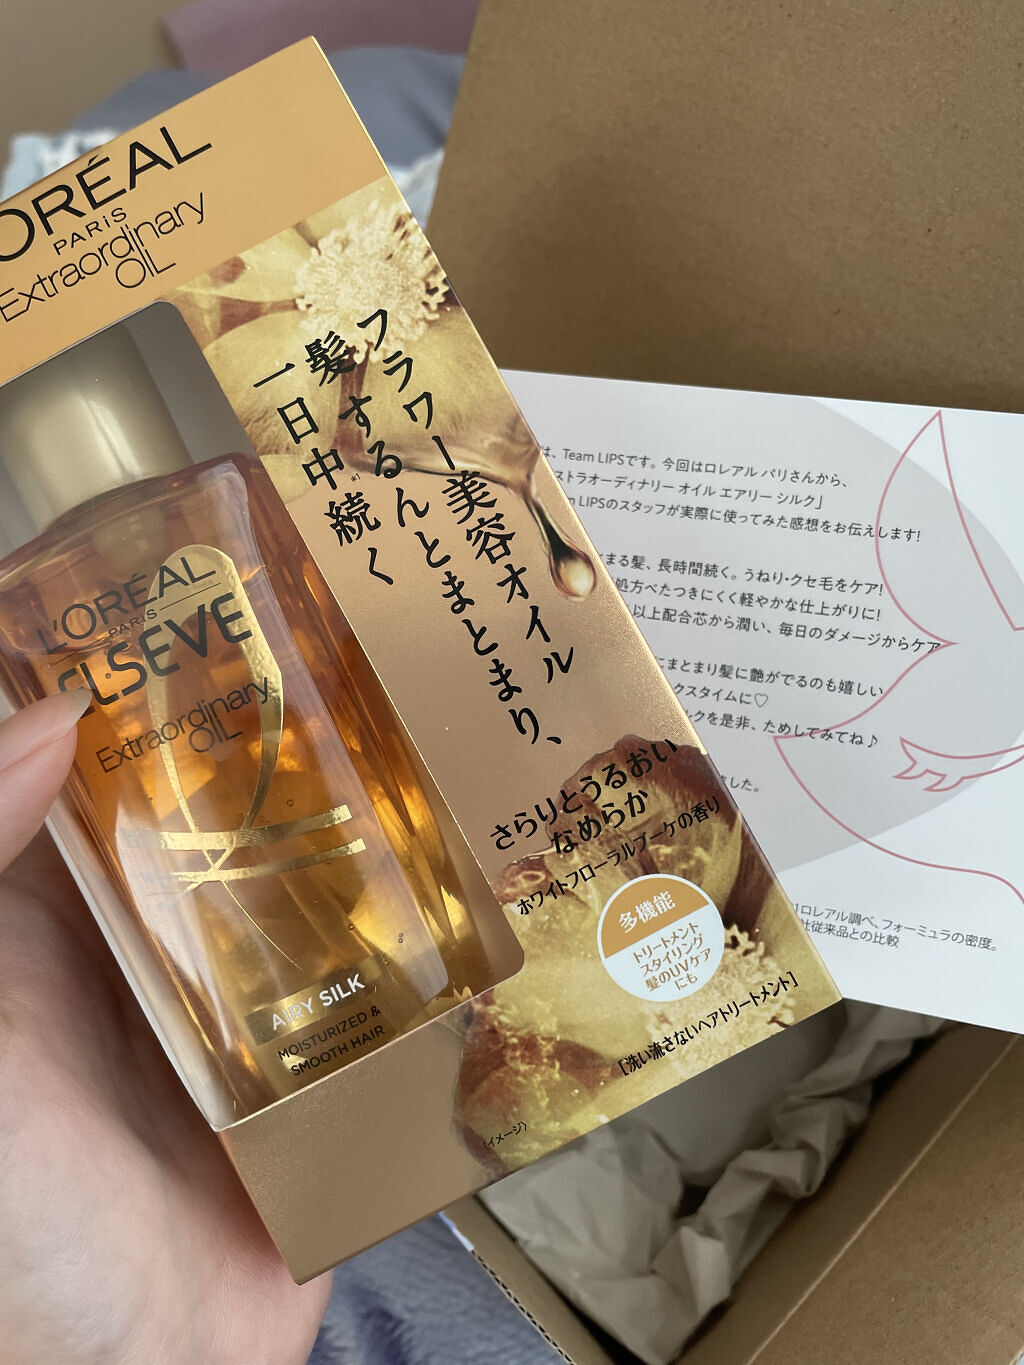 ORÉAL
PARiS
Extraordinary
OIL
フラワー美容オイル、
髪するんとまとまり、
一日中*¹続く
L'ORÉAL
PARiS
ELSEVE
Extraordinary
OIL
AIRY SILK
MOISTURIZED &
SMOOTH HAIR
さらりとうるおい
なめらか
ホワイトフローラルブーケの香り
多機能
トリートメント
スタイリング
髪のUVケア
にも
[洗い流さないヘアトリートメント]
〈イメージ〉
は、Team LIPSです。今回はロレアル パリさんから、
ストラオーディナリー オイル エアリー シルク」
m LIPSのスタッフが実際に使ってみた感想をお伝えします!
まる髪、長時間続く。うねり・クセ毛をケア!
処方べたつきにくく軽やかな仕上がりに!
以上配合芯から潤い、毎日のダメージからケア
にまとまり髪に艶がでるのも嬉しい
クスタイムに♡
ルクを是非、ためしてみてね♪
ました。
1ロレアル調べ、フォーミュラの密度。
社従来品との比較